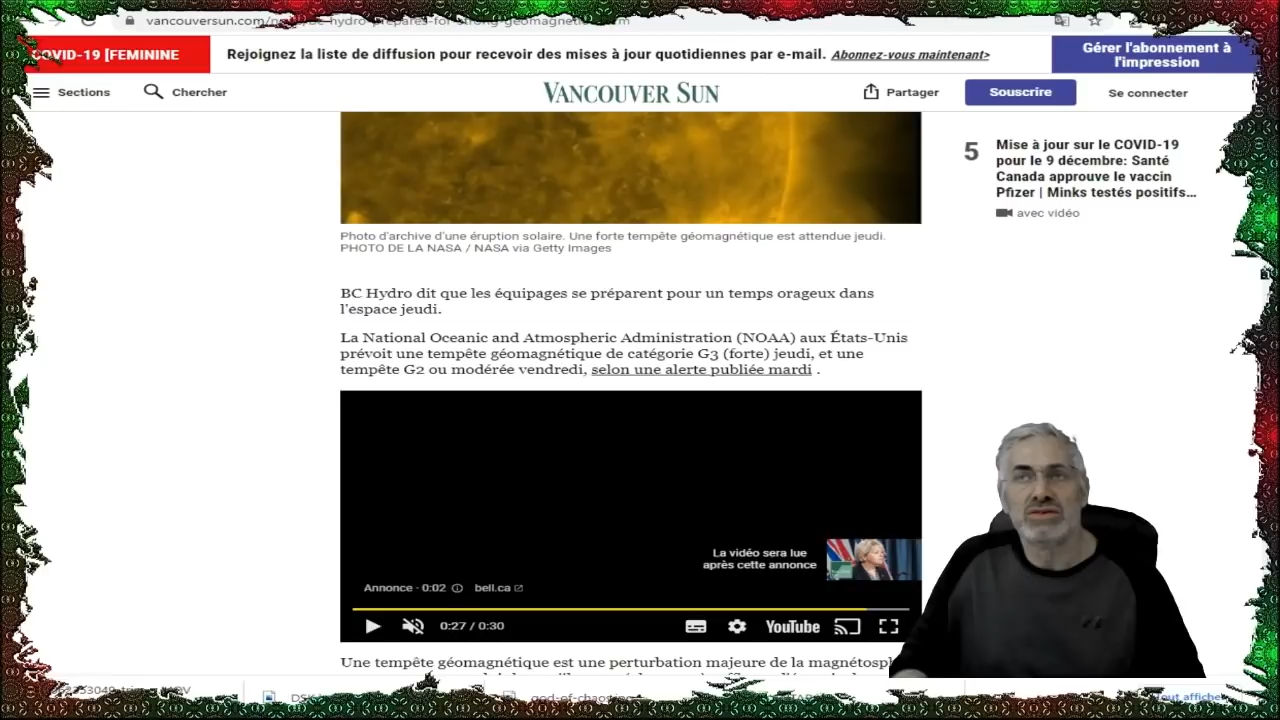 vancouversun.com/
COVID-19 [FEMININE
Rejoignez la liste de diffusion pour recevoir des mises à jour quotidiennes par e-mail. Abonnez-vous maintenant>
Gérer l'abonnement à
l'impression
Sections
Chercher
VANCOUVER SUN
Partager
Souscrire
Se connecter
5
Mise à jour sur le COVID-19
pour le 9 décembre: Santé
Canada approuve le vaccin
Pfizer | Minks testés positifs...
avec vidéo
Photo d'archive d'une éruption solaire. Une forte tempête géomagnétique est attendue jeudi.
PHOTO DE LA NASA / NASA via Getty Images
BC Hydro dit que les équipages se préparent pour un temps orageux dans
l'espace jeudi.
La National Oceanic and Atmospheric Administration (NOAA) aux États-Unis
prévoit une tempête géomagnétique de catégorie G3 (forte) jeudi, et une
tempête G2 ou modérée vendredi, selon une alerte publiée mardi .
La vidéo sera lue
après cette annonce
Annonce · 0:02
bell.ca
0:27 / 0:30
YouTube
Une tempête géomagnétique est une perturbation majeure de la